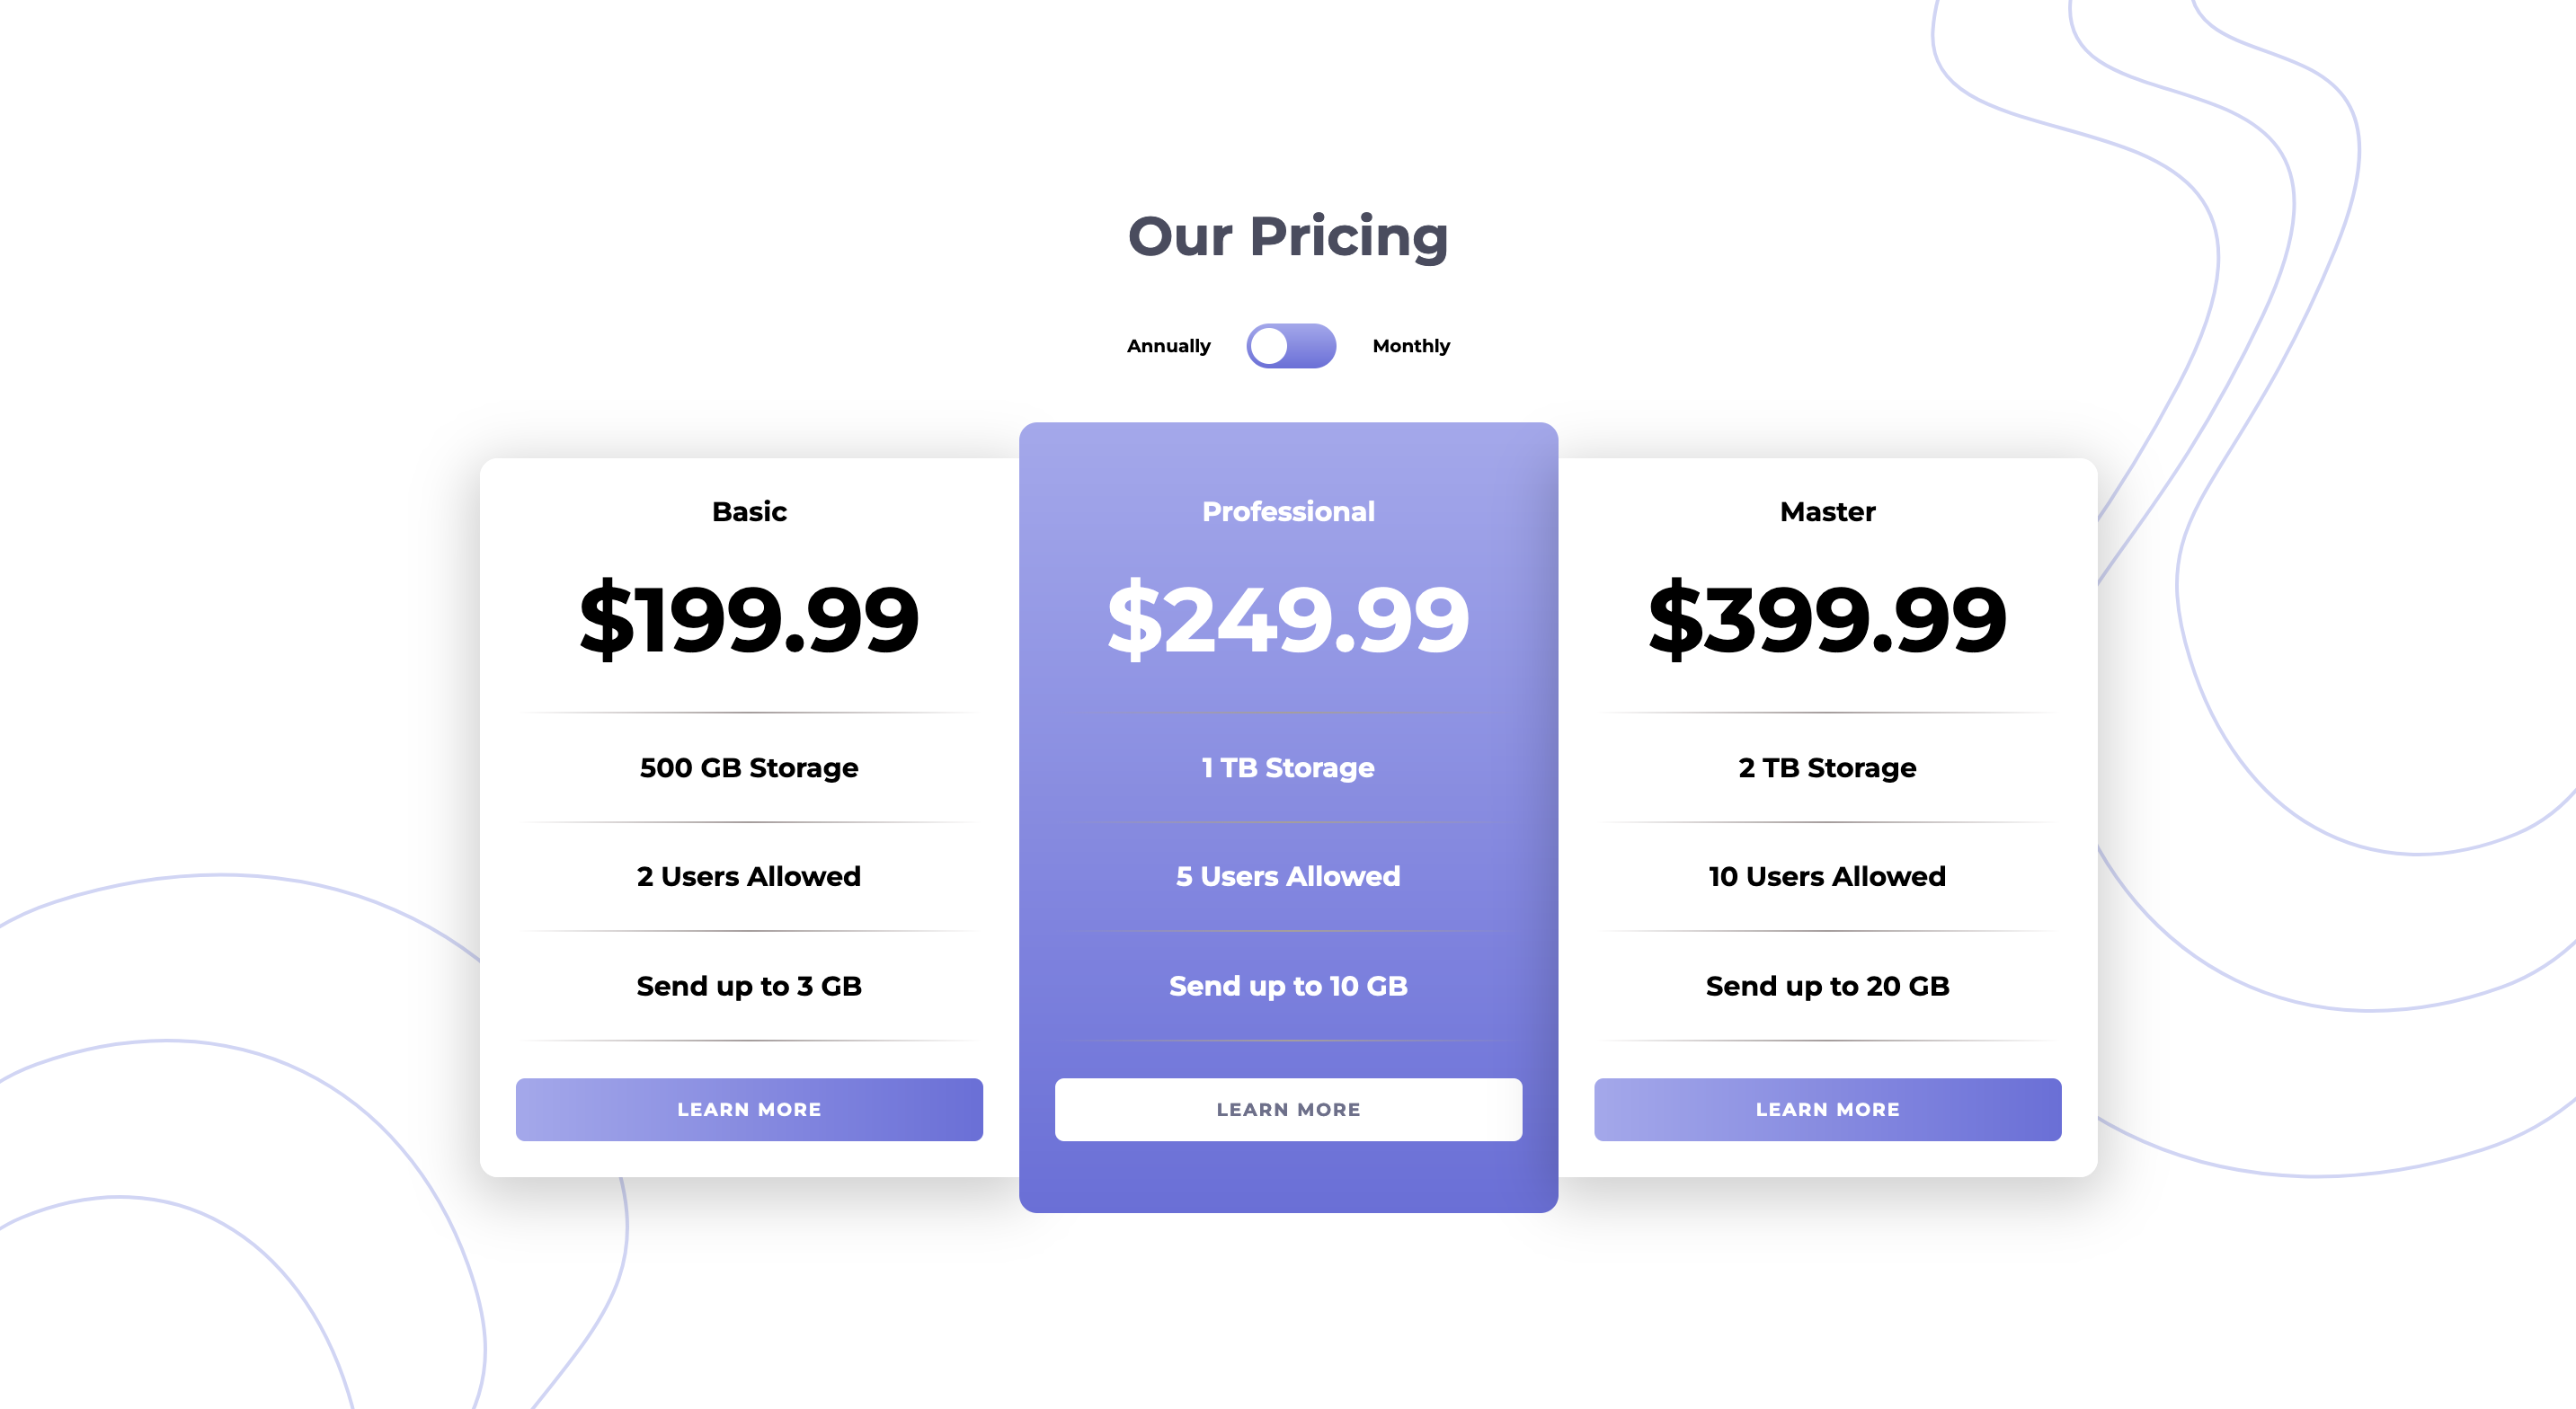 Our Pricing
Annually
Monthly
Basic
$199.99
500 GB Storage
2 Users Allowed
Send up to 3 GB
LEARN MORE
Professional
$249.99
1 TB Storage
5 Users Allowed
Send up to 10 GB
LEARN MORE
Master
$399.99
2 TB Storage
10 Users Allowed
Send up to 20 GB
LEARN MORE